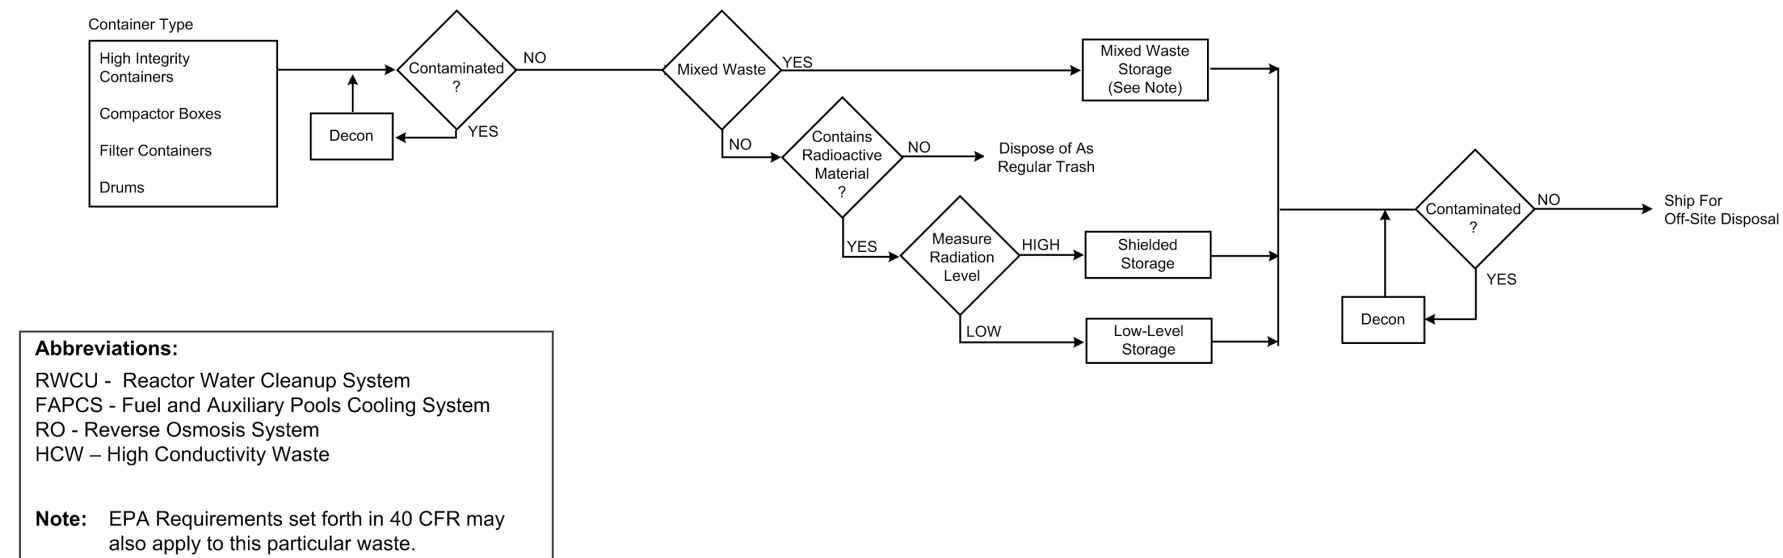 Container Type
High Integrity
Containers
Compactor Boxes
Filter Containers
Drums
Decon
Contaminated
?
YES
NO
Mixed Waste
YES
NO
Mixed Waste
Storage
(See Note)
Contains
Radioactive
Material
?
NO
Dispose of As
Regular Trash
YES
Measure
Radiation
Level
HIGH
Shielded
Storage
LOW
Low-Level
Storage
Contaminated
?
NO
Ship For
Off-Site Disposal
YES
Decon
Abbreviations:
RWCU - Reactor Water Cleanup System
FAPCS - Fuel and Auxiliary Pools Cooling System
RO - Reverse Osmosis System
HCW – High Conductivity Waste
Note: EPA Requirements set forth in 40 CFR may
also apply to this particular waste.